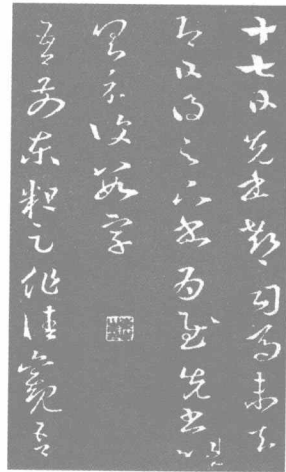 十七日先書郗司馬未去
即日得足下書為慰先書以
具示復數字
吾前東粗足作佳觀吾